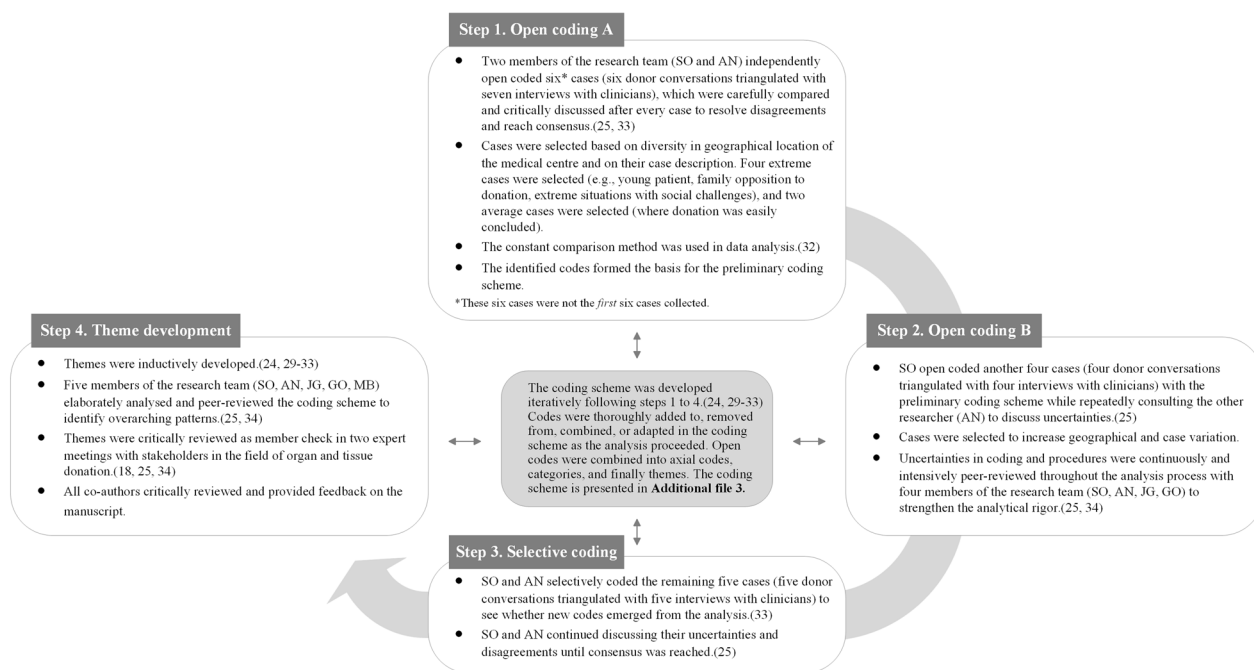 Step 1. Open coding A
● Two members of the research team (SO and AN) independently
open coded six* cases (six donor conversations triangulated with
seven interviews with clinicians), which were carefully compared
and critically discussed after every case to resolve disagreements
and reach consensus.(25, 33)
● Cases were selected based on diversity in geographical location of
the medical centre and on their case description. Four extreme
cases were selected (e.g., young patient, family opposition to
donation, extreme situations with social challenges), and two
average cases were selected (where donation was easily
concluded).
● The constant comparison method was used in data analysis.(32)
● The identified codes formed the basis for the preliminary coding
scheme.
*These six cases were not the first six cases collected.
Step 2. Open coding B
● SO open coded another four cases (four donor conversations
triangulated with four interviews with clinicians) with the
preliminary coding scheme while repeatedly consulting the other
researcher (AN) to discuss uncertainties.(25)
● Cases were selected to increase geographical and case variation.
● Uncertainties in coding and procedures were continuously and
intensively peer-reviewed throughout the analysis process with
four members of the research team (SO, AN, JG, GO) to
strengthen the analytical rigor.(25, 34)
Step 3. Selective coding
● SO and AN selectively coded the remaining five cases (five donor
conversations triangulated with five interviews with clinicians) to
see whether new codes emerged from the analysis.(33)
● SO and AN continued discussing their uncertainties and
disagreements until consensus was reached.(25)
Step 4. Theme development
● Themes were inductively developed.(24, 29-33)
● Five members of the research team (SO, AN, JG, GO, MB)
elaborately analysed and peer-reviewed the coding scheme to
identify overarching patterns.(25, 34)
● Themes were critically reviewed as member check in two expert
meetings with stakeholders in the field of organ and tissue
donation.(18, 25, 34)
● All co-authors critically reviewed and provided feedback on the
manuscript.
The coding scheme was developed
iteratively following steps 1 to 4.(24, 29-33)
Codes were thoroughly added to, removed
from, combined, or adapted in the coding
scheme as the analysis proceeded. Open
codes were combined into axial codes,
categories, and finally themes. The coding
scheme is presented in Additional file 3.